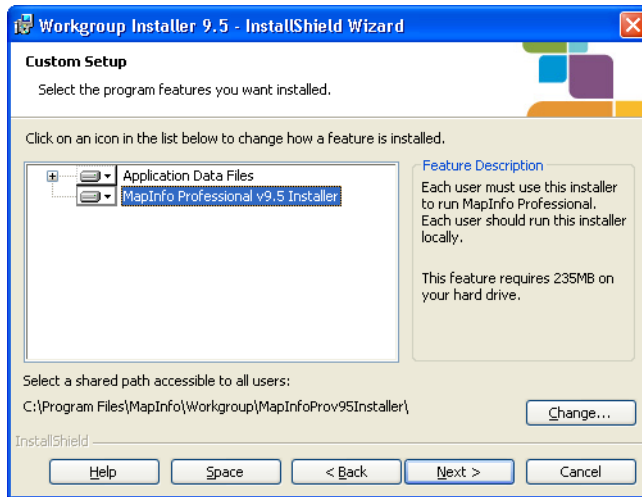 Workgroup Installer 9.5 - InstallShield Wizard
Custom Setup
Select the program features you want installed.
Click on an icon in the list below to change how a feature is installed.
Application Data Files
MapInfo Professional v9.5 Installer
Feature Description
Each user must use this installer
to run MapInfo Professional.
Each user should run this installer
locally.
This feature requires 235MB on
your hard drive.
Select a shared path accessible to all users:
C:\Program Files\MapInfo\Workgroup\MapInfoProv95Installer\
Change...
InstallShield
Help
Space
< Back
Next >
Cancel